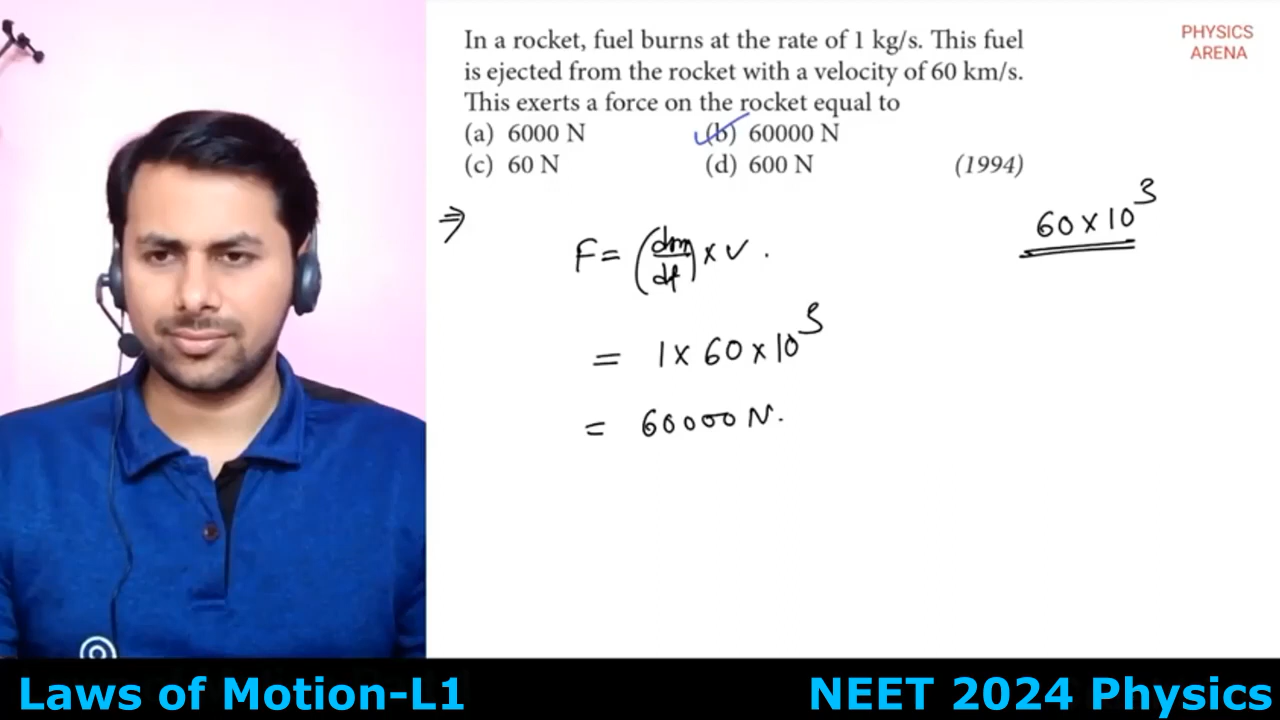 In a rocket, fuel burns at the rate of 1 kg/s. This fuel
is ejected from the rocket with a velocity of 60 km/s.
This exerts a force on the rocket equal to
(a) 6000 N (b) 60000 N
(c) 60 N (d) 600 N (1994)
PHYSICS
ARENA
⇒ F = (dm/dt) × v.
60 × 10³
= 1 × 60 × 10³
= 60000 N.
Laws of Motion-L1 NEET 2024 Physics